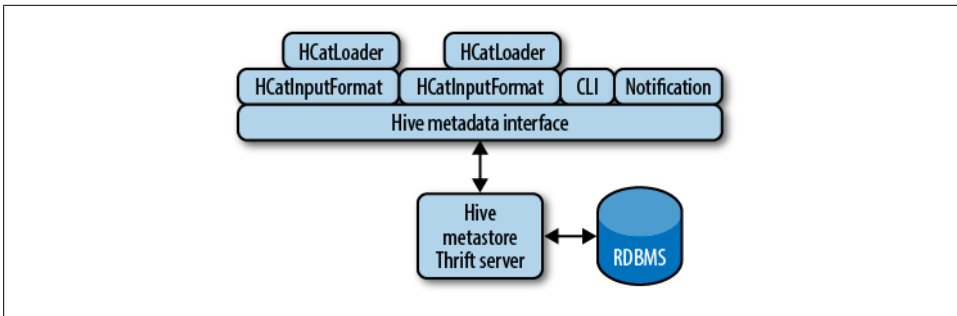 HCatLoader
HCatLoader
HCatInputFormat
HCatInputFormat
CLI
Notification
Hive metadata interface
Hive
metastore
Thrift server
RDBMS